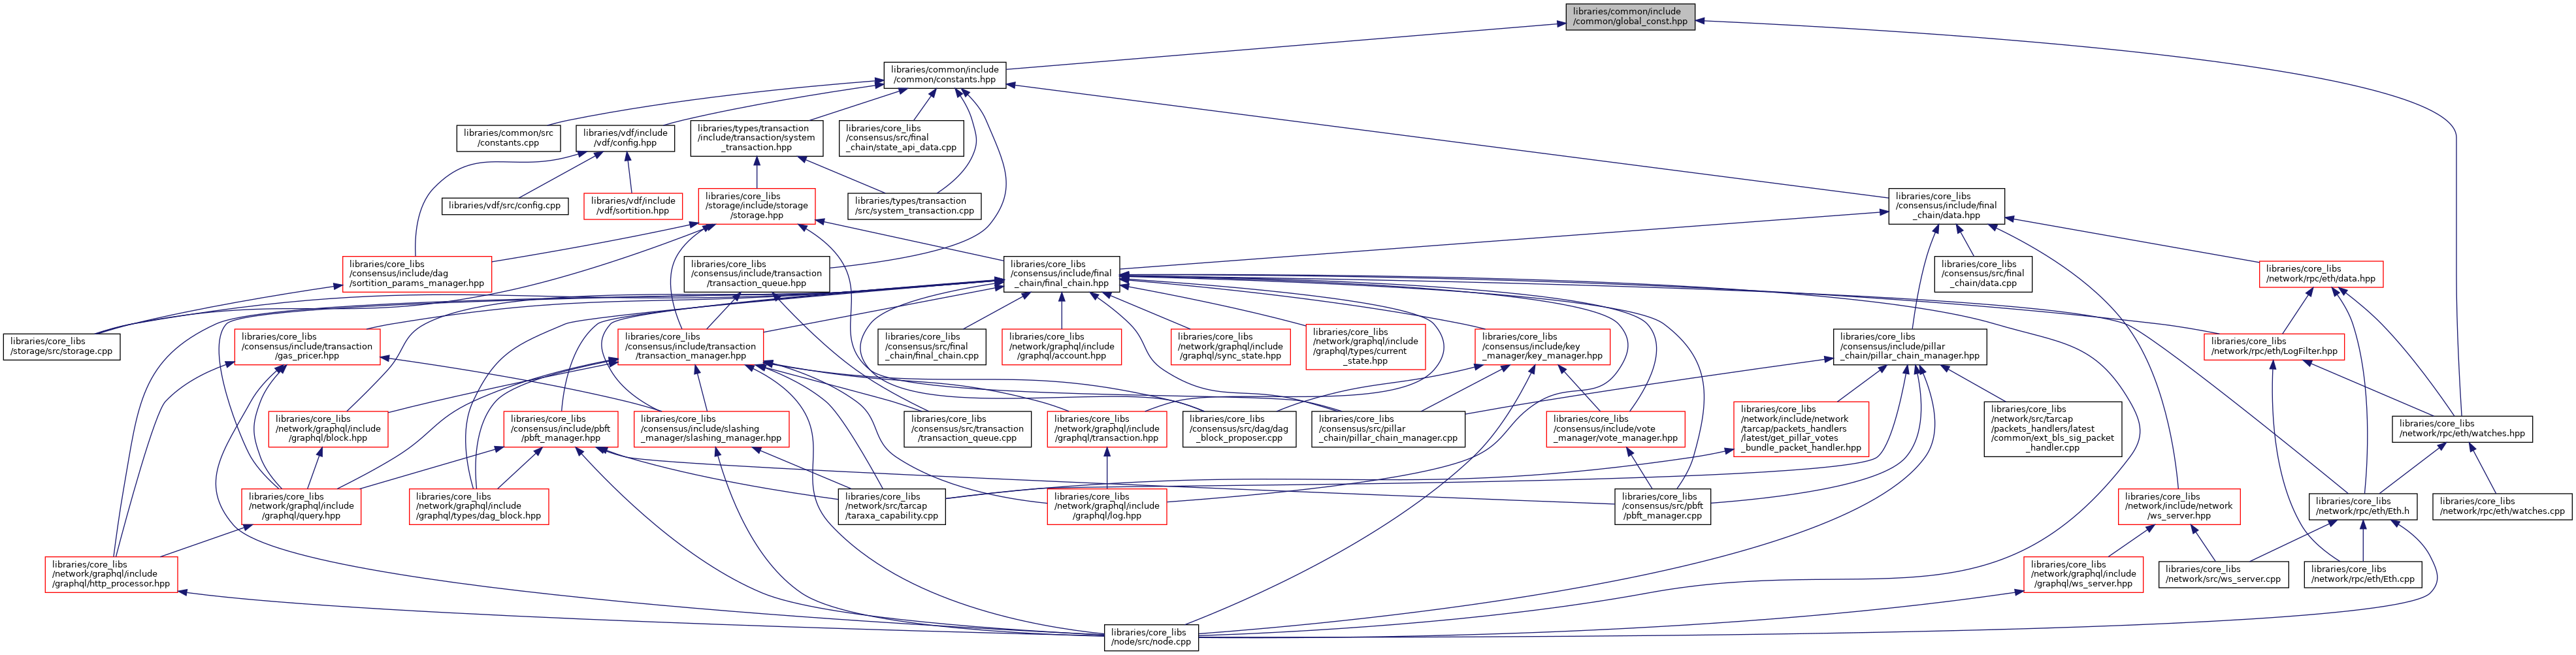 libraries/common/include
/common/global_const.hpp
libraries/common/include
/common/constants.hpp
libraries/common/src
/constants.cpp
libraries/vdf/include
/vdf/config.hpp
libraries/types/transaction
/include/transaction/system
_transaction.hpp
libraries/core_libs
/consensus/src/final
_chain/state_api_data.cpp
libraries/vdf/src/config.cpp
libraries/vdf/include
/vdf/sortition.hpp
libraries/core_libs
/storage/include/storage
/storage.hpp
libraries/types/transaction
/src/system_transaction.cpp
libraries/core_libs
/consensus/include/final
_chain/data.hpp
libraries/core_libs
/consensus/include/dag
/sortition_params_manager.hpp
libraries/core_libs
/consensus/include/transaction
/transaction_queue.hpp
libraries/core_libs
/consensus/include/final
_chain/final_chain.hpp
libraries/core_libs
/consensus/src/final
_chain/data.cpp
libraries/core_libs
/network/rpc/eth/data.hpp
libraries/core_libs
/storage/src/storage.cpp
libraries/core_libs
/consensus/include/transaction
/gas_pricer.hpp
libraries/core_libs
/consensus/include/transaction
/transaction_manager.hpp
libraries/core_libs
/consensus/src/final
_chain/final_chain.cpp
libraries/core_libs
/network/graphql/include
/graphql/account.hpp
libraries/core_libs
/network/graphql/include
/graphql/sync_state.hpp
libraries/core_libs
/network/graphql/include
/graphql/types/current
_state.hpp
libraries/core_libs
/consensus/include/key
_manager/key_manager.hpp
libraries/core_libs
/consensus/include/pillar
_chain/pillar_chain_manager.hpp
libraries/core_libs
/network/rpc/eth/LogFilter.hpp
libraries/core_libs
/network/graphql/include
/graphql/block.hpp
libraries/core_libs
/consensus/include/pbft
/pbft_manager.hpp
libraries/core_libs
/consensus/include/slashing
_manager/slashing_manager.hpp
libraries/core_libs
/consensus/src/transaction
/transaction_queue.cpp
libraries/core_libs
/network/graphql/include
/graphql/transaction.hpp
libraries/core_libs
/consensus/src/dag/dag
_block_proposer.cpp
libraries/core_libs
/consensus/src/pillar
_chain/pillar_chain_manager.cpp
libraries/core_libs
/consensus/include/vote
_manager/vote_manager.hpp
libraries/core_libs
/network/include/network
/tarcap/packets_handlers
/latest/get_pillar_votes
_bundle_packet_handler.hpp
libraries/core_libs
/network/src/tarcap
/packets_handlers/latest
/common/ext_bls_sig_packet
_handler.cpp
libraries/core_libs
/network/rpc/eth/watches.hpp
libraries/core_libs
/network/graphql/include
/graphql/query.hpp
libraries/core_libs
/network/graphql/include
/graphql/types/dag_block.hpp
libraries/core_libs
/network/src/tarcap
/taraxa_capability.cpp
libraries/core_libs
/network/graphql/include
/graphql/log.hpp
libraries/core_libs
/consensus/src/pbft
/pbft_manager.cpp
libraries/core_libs
/network/include/network
/ws_server.hpp
libraries/core_libs
/network/rpc/eth/Eth.h
libraries/core_libs
/network/rpc/eth/watches.cpp
libraries/core_libs
/network/graphql/include
/graphql/http_processor.hpp
libraries/core_libs
/network/graphql/include
/graphql/ws_server.hpp
libraries/core_libs
/network/src/ws_server.cpp
libraries/core_libs
/network/rpc/eth/Eth.cpp
libraries/core_libs
/node/src/node.cpp